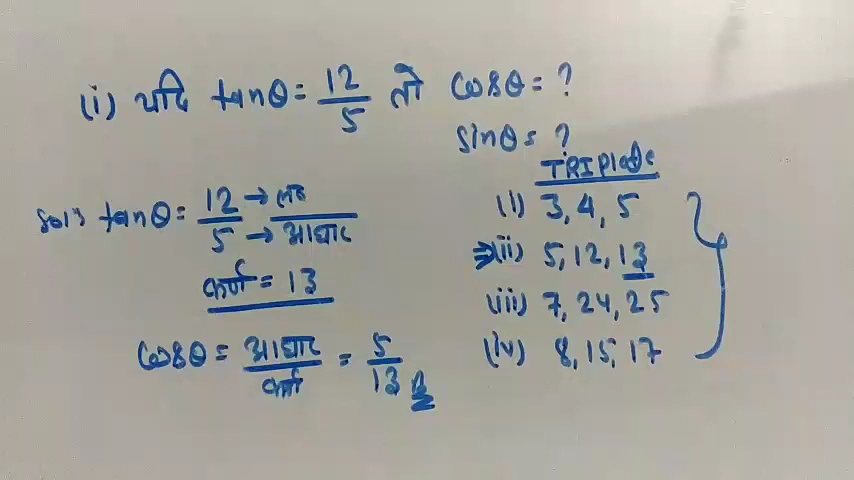 (i) यदि tanθ = 12/5 तो cosθ = ?
sinθ = ?
TRIplate
Sol: tanθ = 12/5 → लंब / → आधार
कर्ण = 13
cosθ = आधार/कर्ण = 5/13
(i) 3, 4, 5
⇒(ii) 5, 12, 13
(iii) 7, 24, 25
(iv) 8, 15, 17